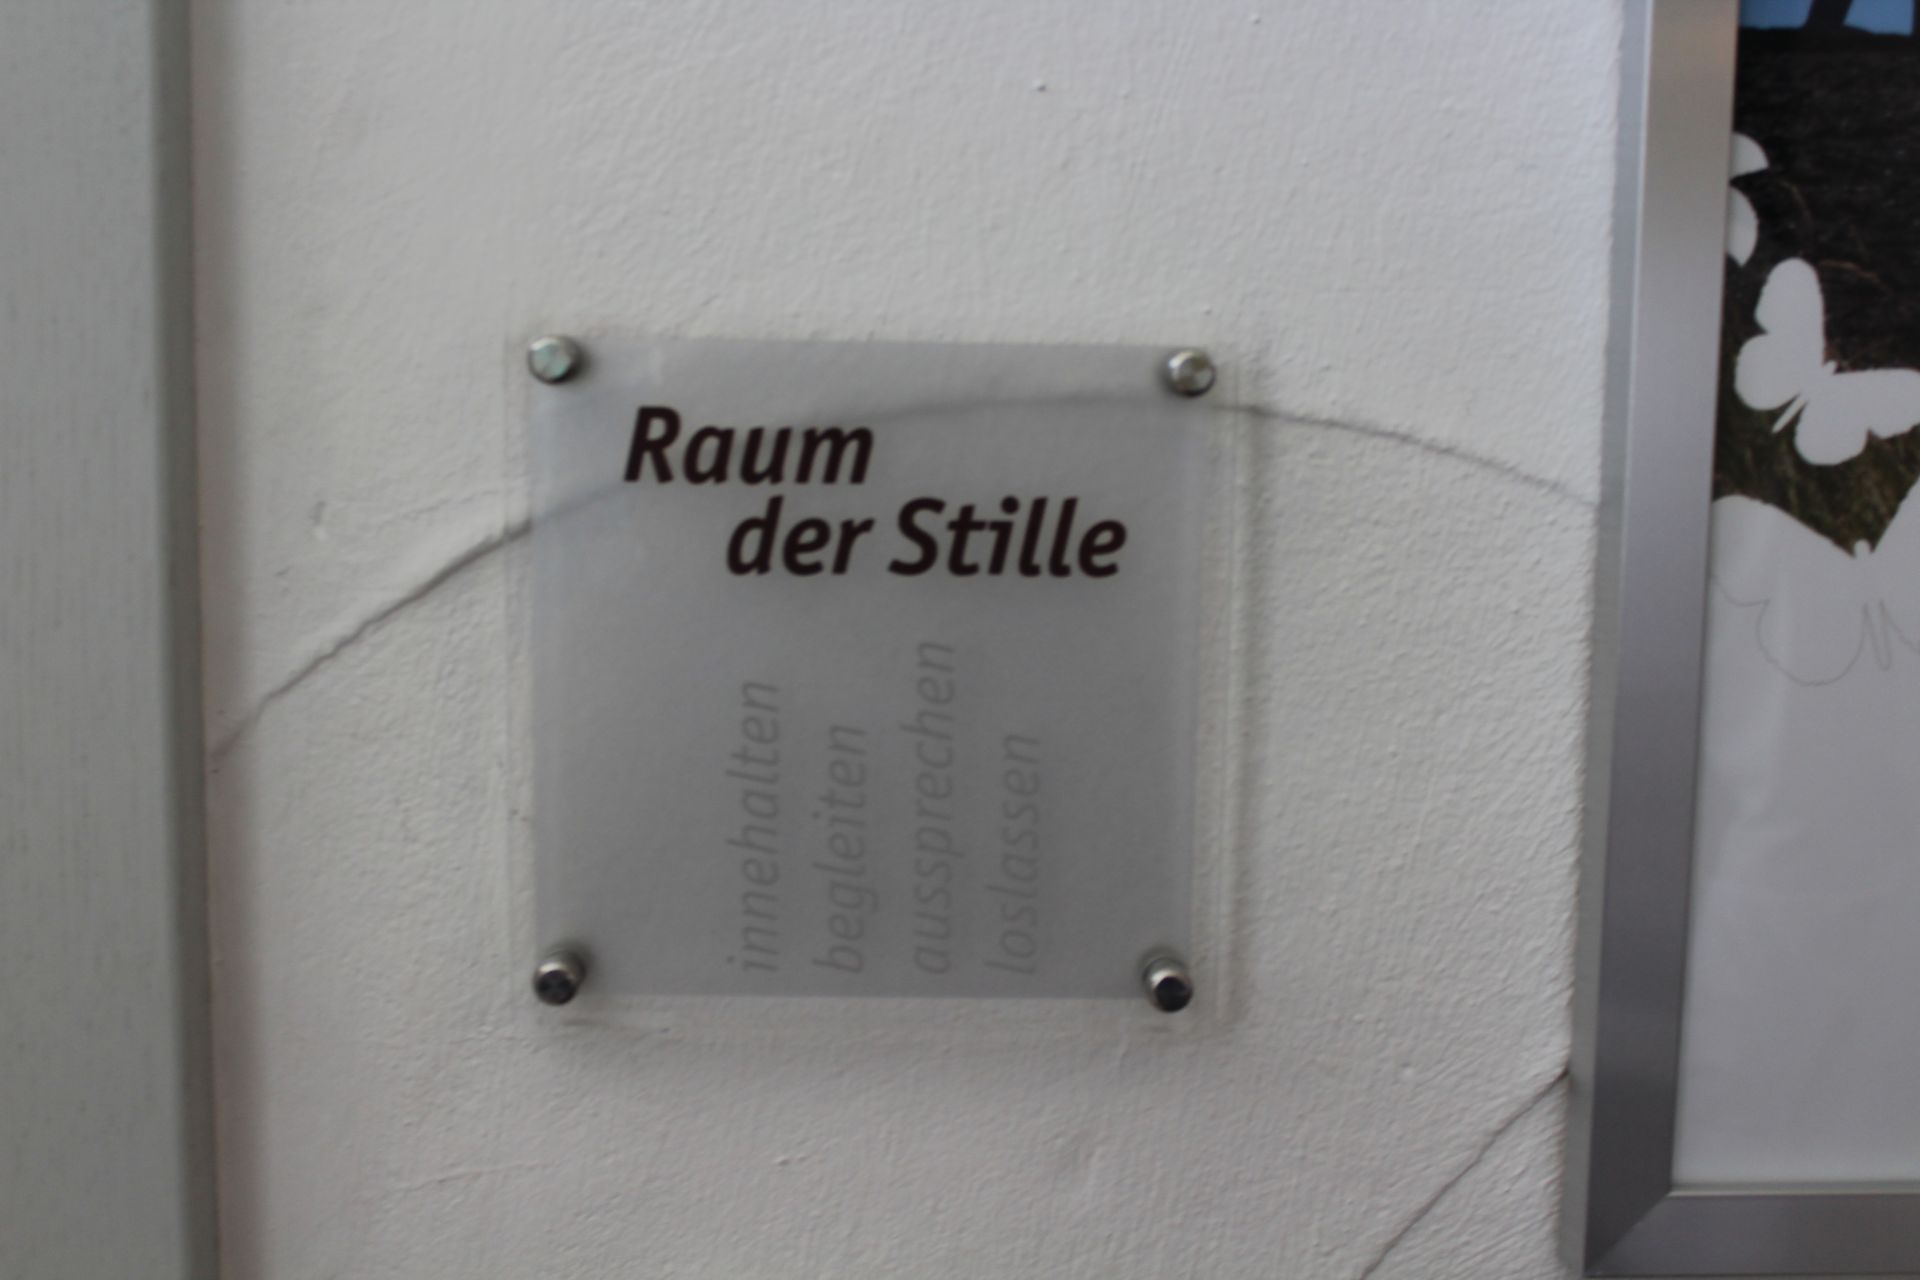 Raum
der Stille
innehalten
begleiten
aussprechen
loslassen